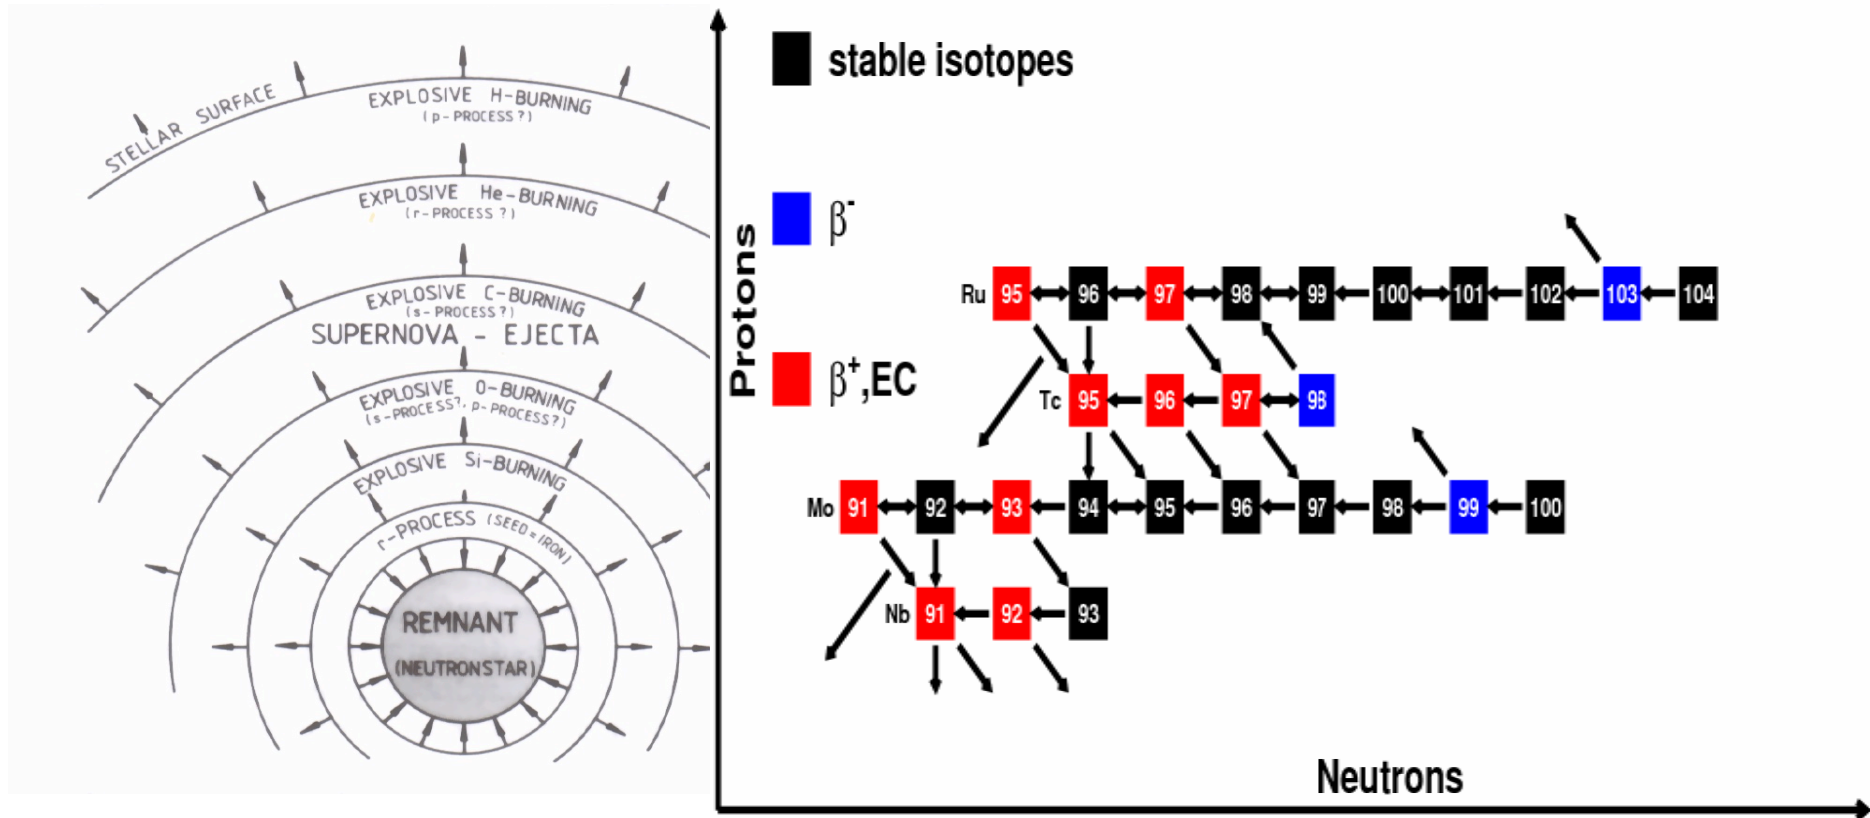 STELLAR SURFACE
EXPLOSIVE H-BURNING
(p-PROCESS?)
EXPLOSIVE He-BURNING
(r-PROCESS ?)
EXPLOSIVE C-BURNING
(s-PROCESS?)
SUPERNOVA - EJECTA
EXPLOSIVE O-BURNING
(s-PROCESS?, p-PROCESS?)
EXPLOSIVE Si-BURNING
r-PROCESS (SEED = IRON)
REMNANT
(NEUTRONSTAR)
stable isotopes
β-
β+,EC
Protons
Ru 95 96 97 98 99 100 101 102 103 104
Tc 95 96 97 98
Mo 91 92 93 94 95 96 97 98 99 100
Nb 91 92 93
Neutrons